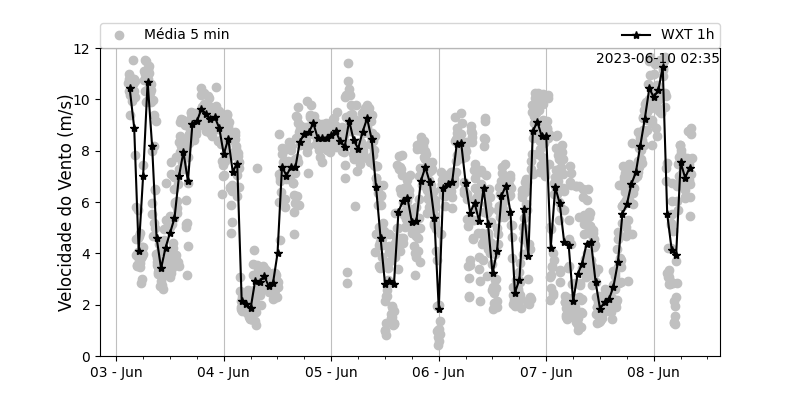 Média 5 min
WXT 1h
2023-06-10 02:35
Velocidade do Vento (m/s)
12
10
8
6
4
2
0
03 - Jun
04 - Jun
05 - Jun
06 - Jun
07 - Jun
08 - Jun